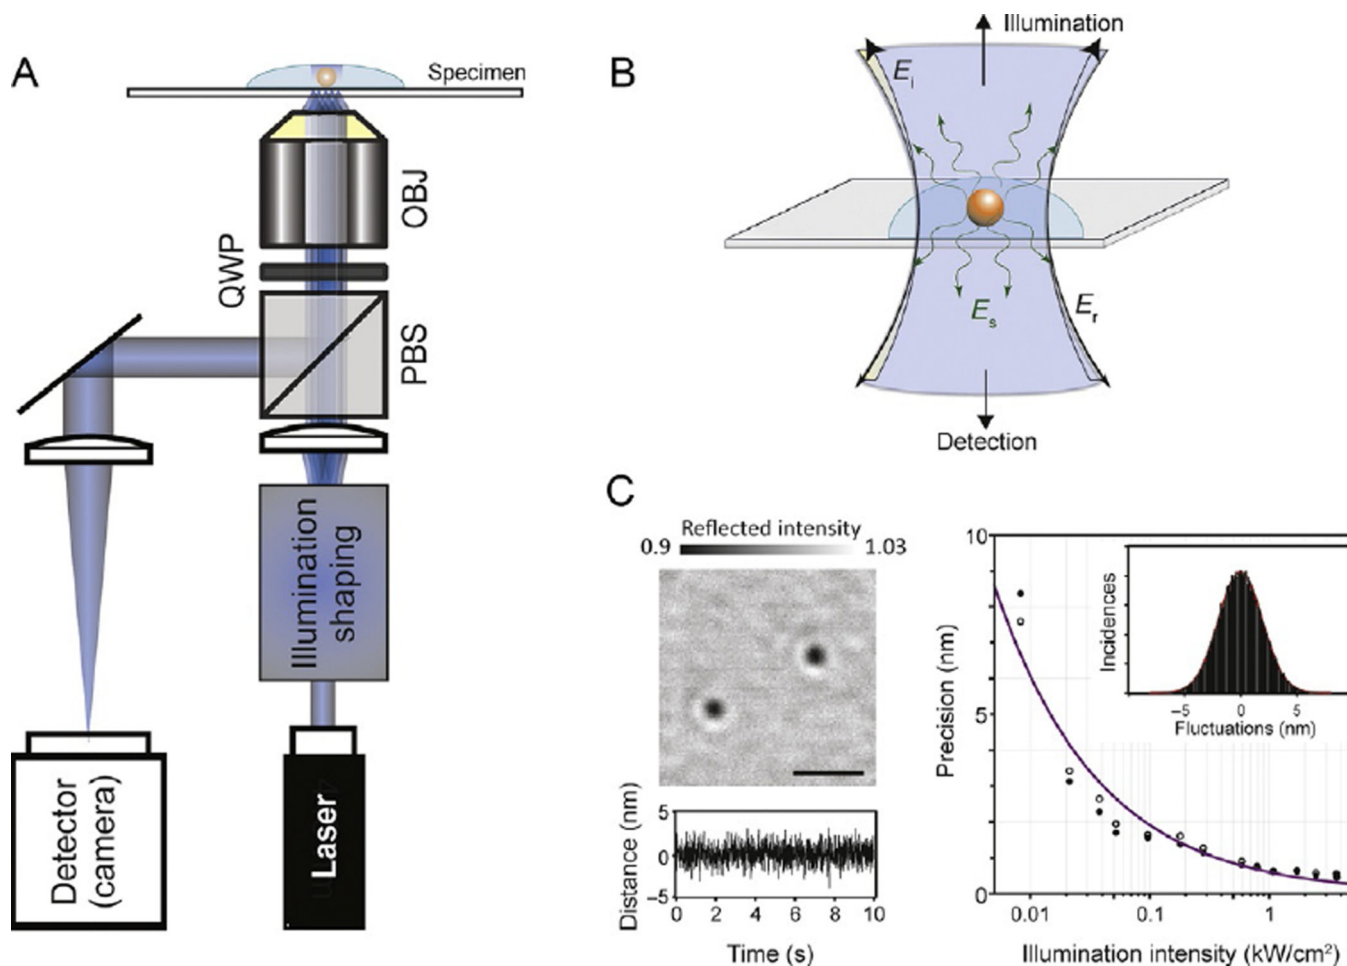 A
Specimen
OBJ
QWP
PBS
Illumination
shaping
Laser
Detector
(camera)
B
Illumination
Ei
Es
Er
Detection
C
Reflected intensity
0.9 1.03
Distance (nm)
5
0
−5
0 2 4 6 8 10
Time (s)
Precision (nm)
10
5
0
0.01 0.1 1
Illumination intensity (kW/cm²)
Incidences
−5 0 5
Fluctuations (nm)